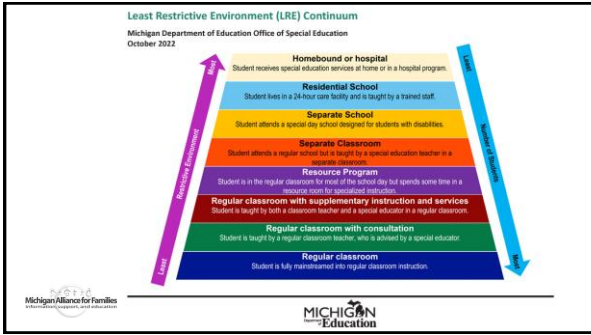 Least Restrictive Environment (LRE) Continuum
Michigan Department of Education Office of Special Education
October 2022
Most
Restrictive Environment
Least
Homebound or hospital
Student receives special education services at home or in a hospital program.
Residential School
Student lives in a 24-hour care facility and is taught by a trained staff.
Separate School
Student attends a special day school designed for students with disabilities.
Separate Classroom
Student attends a regular school but is taught by a special education teacher in a
separate classroom.
Resource Program
Student is in the regular classroom for most of the school day but spends some time in a
resource room for specialized instruction.
Regular classroom with supplementary instruction and services
Student is taught by both a classroom teacher and a special educator in a regular classroom.
Regular classroom with consultation
Student is taught by a regular classroom teacher, who is advised by a special educator.
Regular classroom
Student is fully mainstreamed into regular classroom instruction.
Least
Number of Students
Most
Michigan Alliance for Families
information, support, and education
MICHIGAN
Department of Education